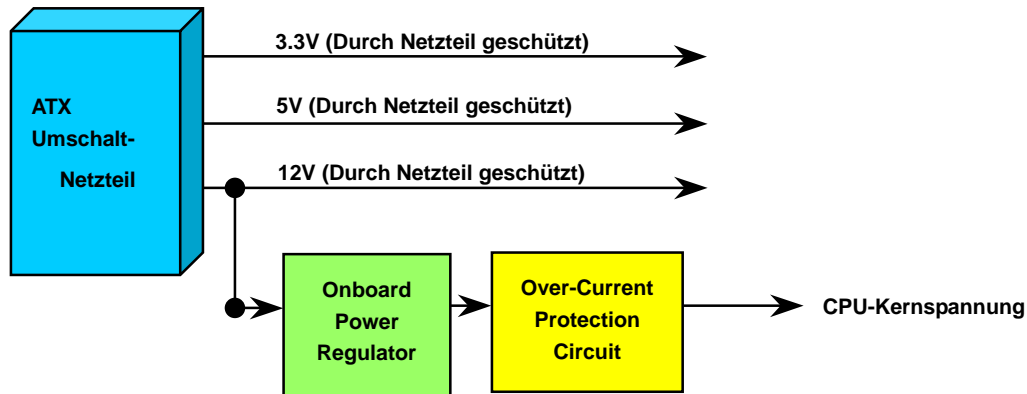 3.3V (Durch Netzteil geschützt)
ATX
Umschalt-
Netzteil
5V (Durch Netzteil geschützt)
12V (Durch Netzteil geschützt)
Onboard
Power
Regulator
Over-Current
Protection
Circuit
CPU-Kernspannung